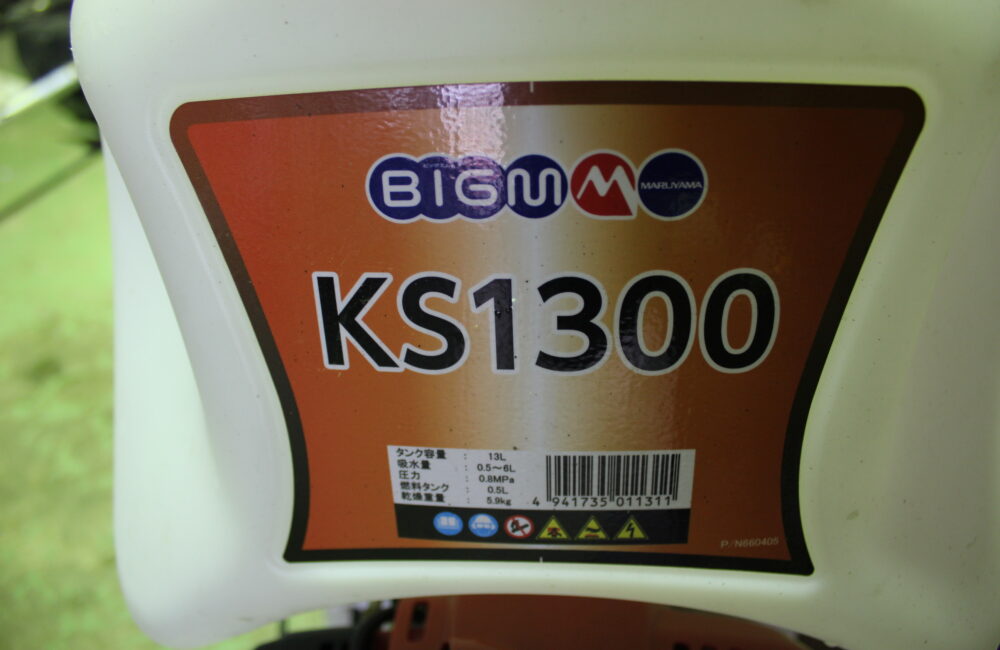 BIGM M MARUYAMA
KS1300
タンク容量 : 13L
吸水量 : 0.5～6L
圧力 : 0.8MPa
燃料タンク : 0.5L
乾燥重量 : 5.9kg
4 941735 011311
P/N660405